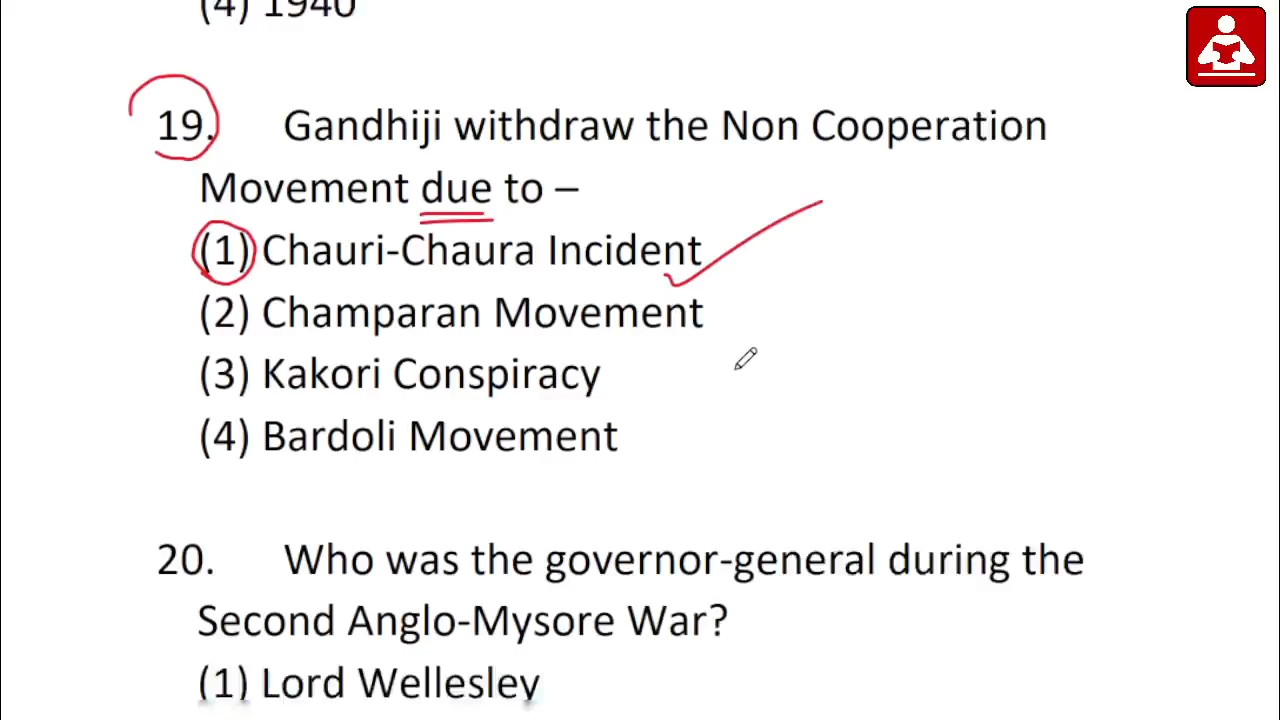 (4) 1940
19. Gandhiji withdraw the Non Cooperation
Movement due to –
(1) Chauri-Chaura Incident
(2) Champaran Movement
(3) Kakori Conspiracy
(4) Bardoli Movement
20. Who was the governor-general during the
Second Anglo-Mysore War?
(1) Lord Wellesley